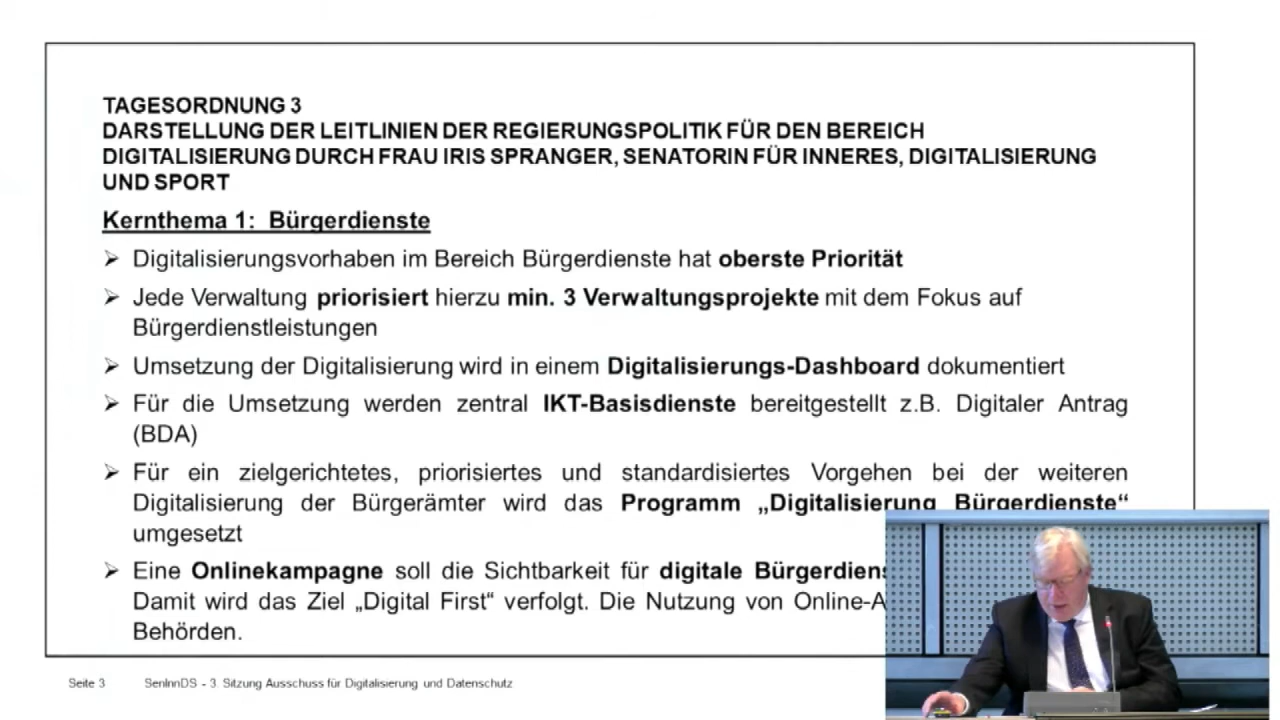 TAGESORDNUNG 3
DARSTELLUNG DER LEITLINIEN DER REGIERUNGSPOLITIK FÜR DEN BEREICH
DIGITALISIERUNG DURCH FRAU IRIS SPRANGER, SENATORIN FÜR INNERES, DIGITALISIERUNG
UND SPORT
Kernthema 1: Bürgerdienste
➢ Digitalisierungsvorhaben im Bereich Bürgerdienste hat oberste Priorität
➢ Jede Verwaltung priorisiert hierzu min. 3 Verwaltungsprojekte mit dem Fokus auf
Bürgerdienstleistungen
➢ Umsetzung der Digitalisierung wird in einem Digitalisierungs-Dashboard dokumentiert
➢ Für die Umsetzung werden zentral IKT-Basisdienste bereitgestellt z.B. Digitaler Antrag
(BDA)
➢ Für ein zielgerichtetes, priorisiertes und standardisiertes Vorgehen bei der weiteren
Digitalisierung der Bürgerämter wird das Programm „Digitalisierung Bürgerdienste“
umgesetzt
➢ Eine Onlinekampagne soll die Sichtbarkeit für digitale
Damit wird das Ziel „Digital First“ verfolgt. Die Nutzung von
Behörden.
Seite 3 SenInnDS - 3. Sitzung Ausschuss für Digitalisierung und Datenschutz